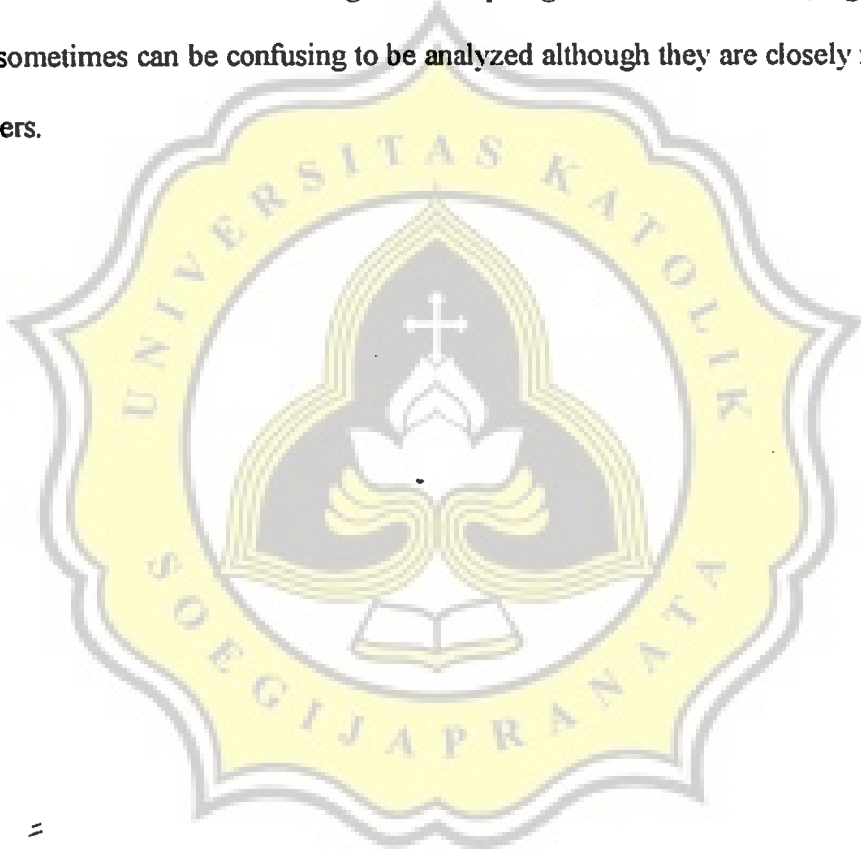 sometimes can be confusing to be analyzed although they are closely
ers.
UNIVERSITAS KATOLIK
SOEGIJAPRANATA